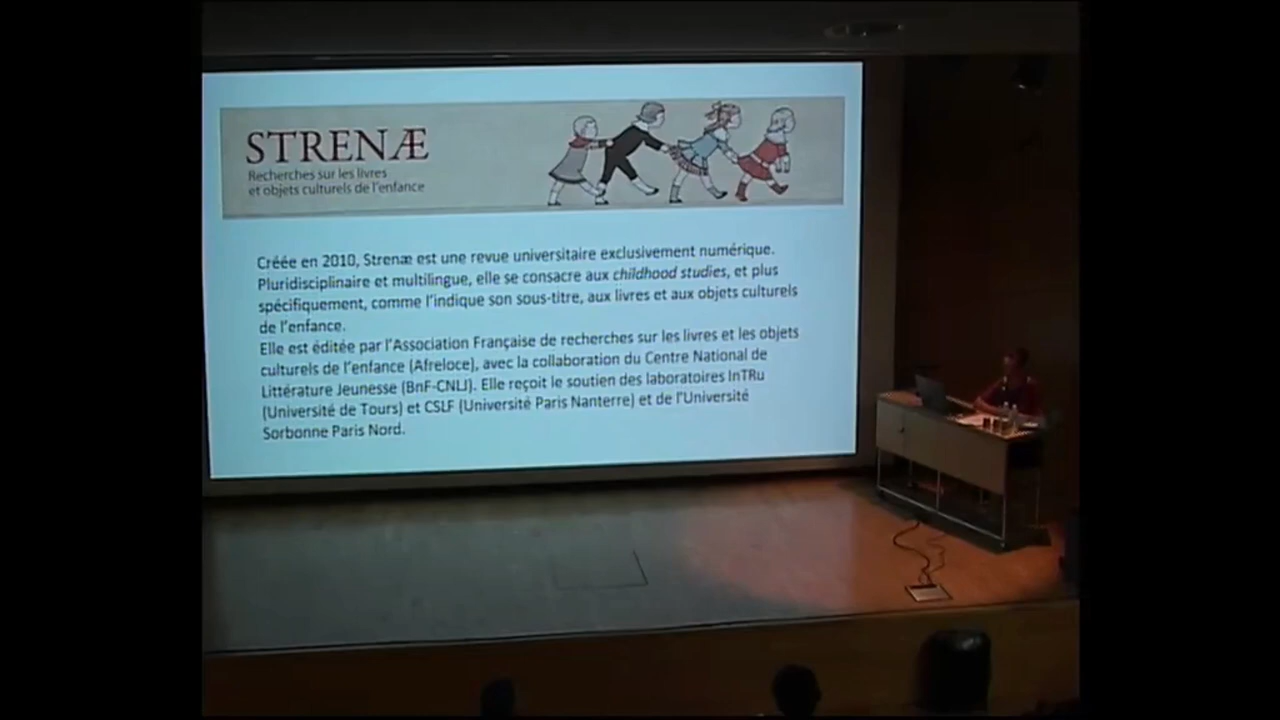 STRENÆ
Recherches sur les livres
et objets culturels de l'enfance
Créée en 2010, Strenæ est une revue universitaire exclusivement numérique.
Pluridisciplinaire et multilingue, elle se consacre aux childhood studies, et plus
spécifiquement, comme l'indique son sous-titre, aux livres et aux objets culturels
de l'enfance.
Elle est éditée par l'Association Française de recherches sur les livres et les objets
culturels de l'enfance (Afreloce), avec la collaboration du Centre National de
Littérature Jeunesse (BnF-CNLJ). Elle reçoit le soutien des laboratoires InTRu
(Université de Tours) et CSLF (Université Paris Nanterre) et de l'Université
Sorbonne Paris Nord.